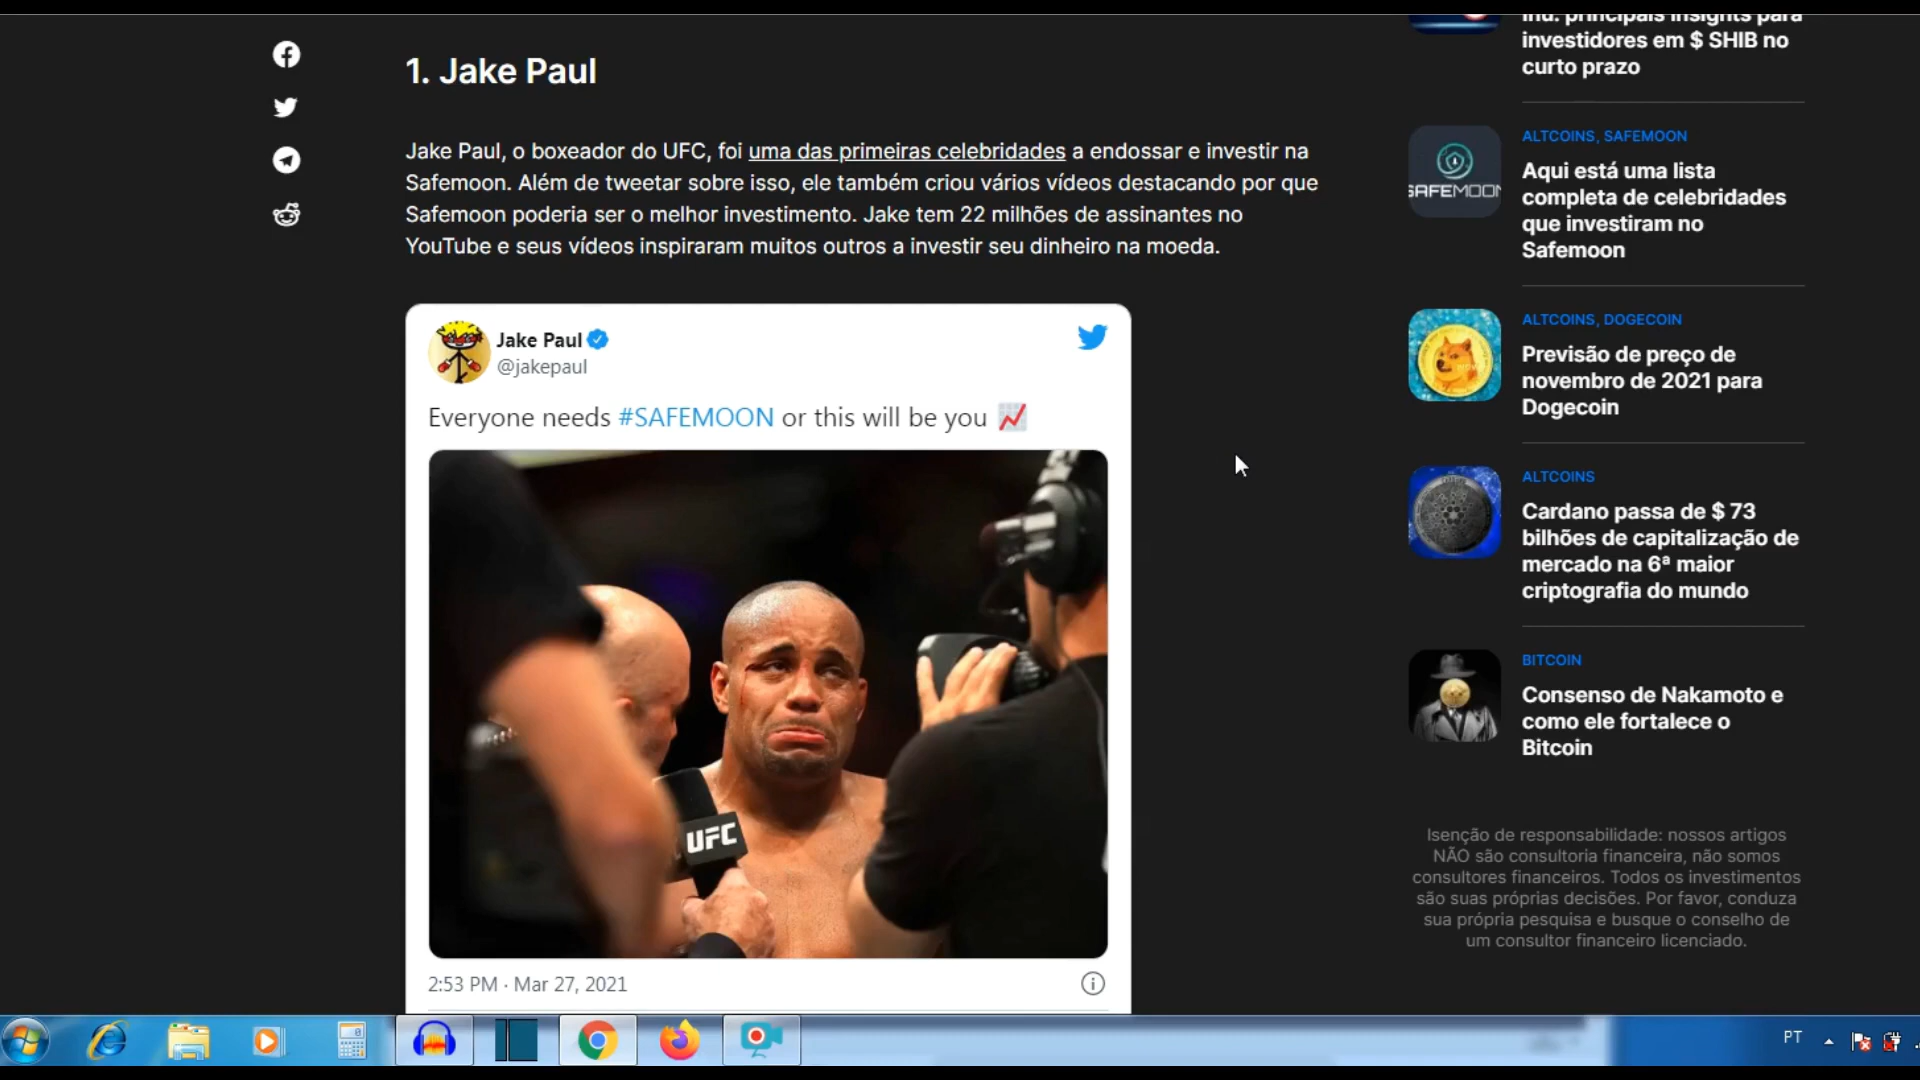 1. Jake Paul
Jake Paul, o boxeador do UFC, foi uma das primeiras celebridades a endossar e investir na
Safemoon. Além de tweetar sobre isso, ele também criou vários vídeos destacando por que
Safemoon poderia ser o melhor investimento. Jake tem 22 milhões de assinantes no
YouTube e seus vídeos inspiraram muitos outros a investir seu dinheiro na moeda.
Jake Paul
@jakepaul
Everyone needs #SAFEMOON or this will be you
UFC
2:53 PM · Mar 27, 2021
Inu: principais insights para
investidores em $ SHIB no
curto prazo
ALTCOINS, SAFEMOON
SAFEMOON
Aqui está uma lista
completa de celebridades
que investiram no
Safemoon
ALTCOINS, DOGECOIN
Previsão de preço de
novembro de 2021 para
Dogecoin
ALTCOINS
Cardano passa de $ 73
bilhões de capitalização de
mercado na 6ª maior
criptografia do mundo
BITCOIN
Consenso de Nakamoto e
como ele fortalece o
Bitcoin
Isenção de responsabilidade: nossos artigos
NÃO são consultoria financeira, não somos
consultores financeiros. Todos os investimentos
são suas próprias decisões. Por favor, conduza
sua própria pesquisa e busque o conselho de
um consultor financeiro licenciado.
PT